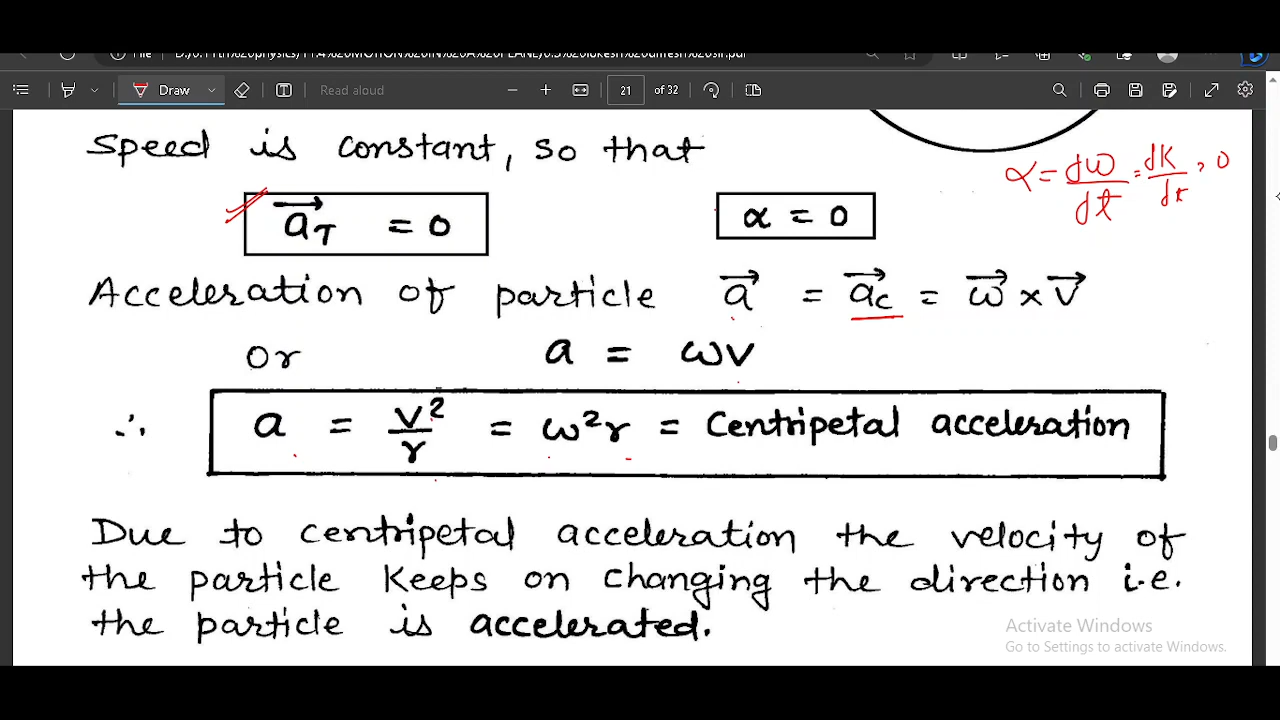 Draw
Read aloud
21 of 32
Speed is constant, so that
α = dω/dt = dK/dt, 0
a⃗_T = 0
α = 0
Acceleration of particle a⃗ = a⃗c = ω⃗ × v⃗
or a = ωv
∴ a = v²/r = ω²r = Centripetal acceleration
Due to centripetal acceleration the velocity of
the particle keeps on changing the direction i.e.
the particle is accelerated.
Activate Windows
Go to Settings to activate Windows.